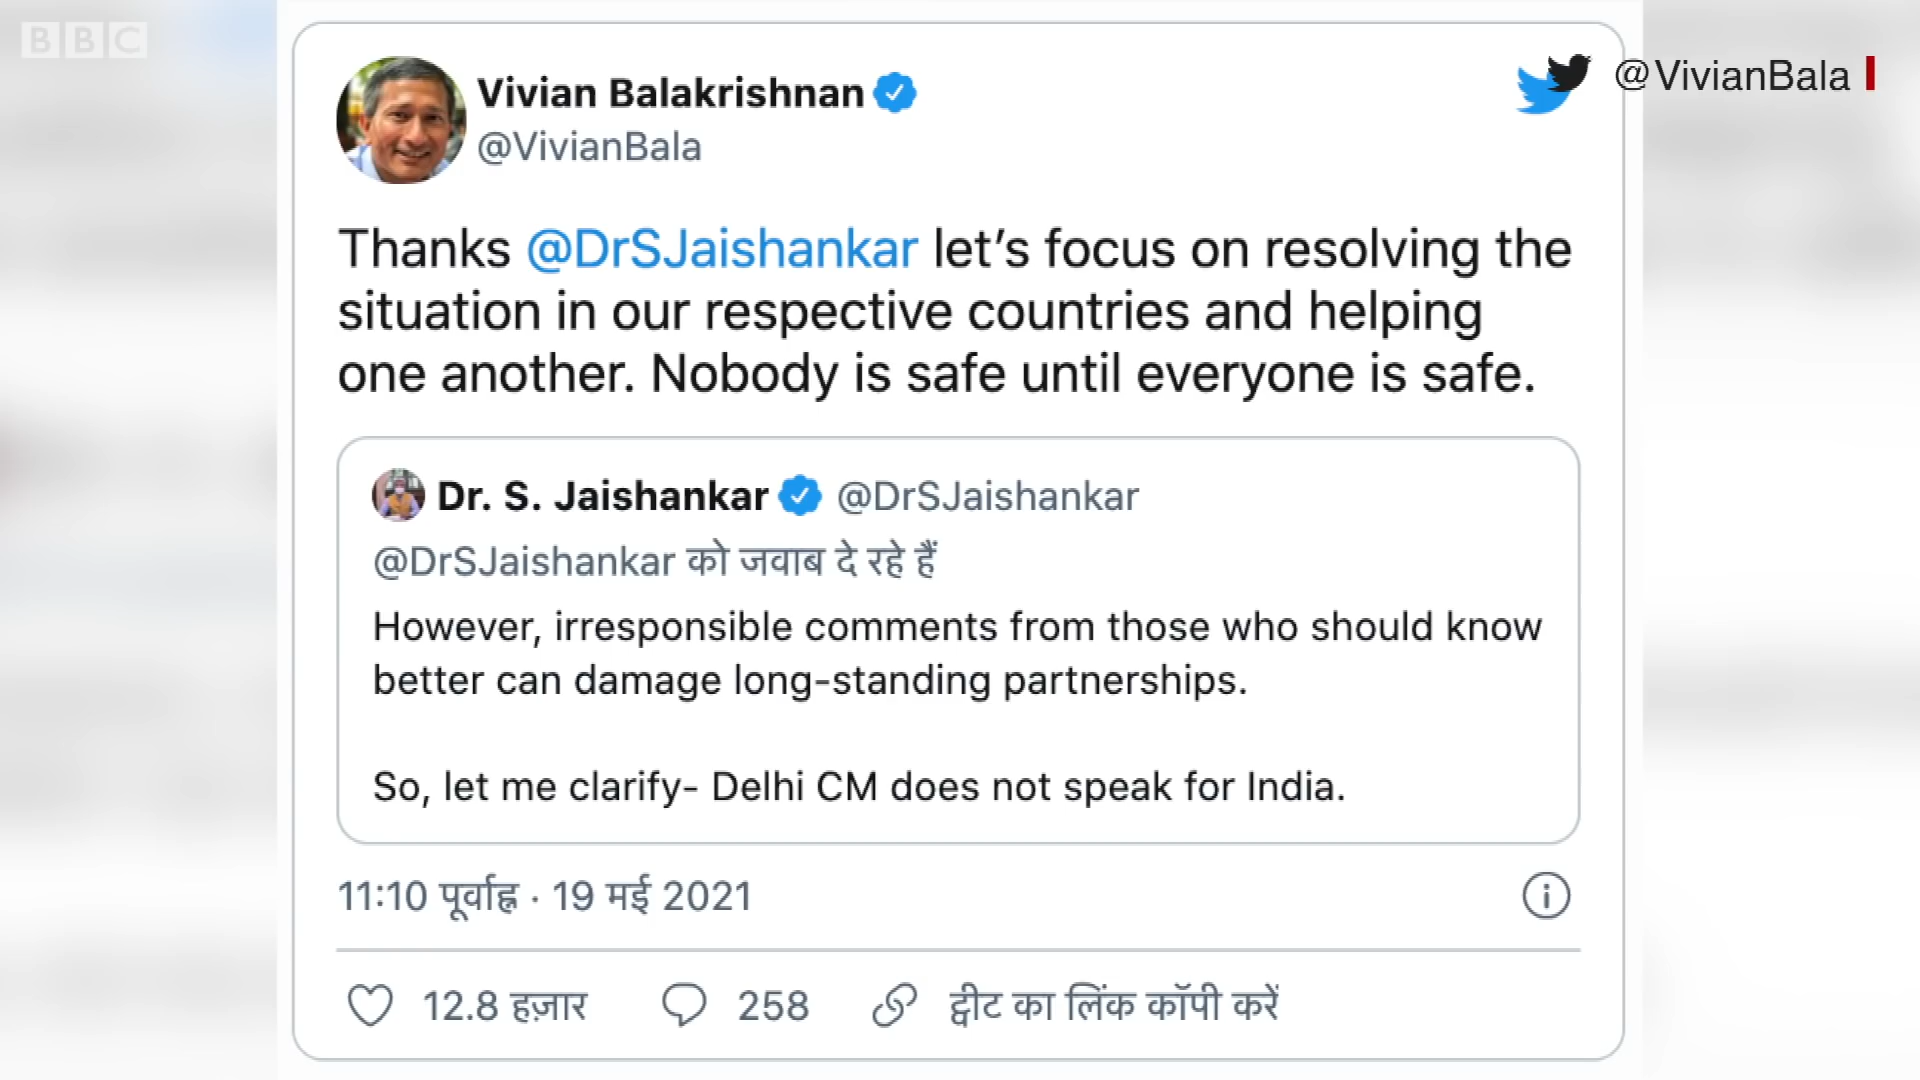 BBC
Vivian Balakrishnan
@VivianBala
@VivianBala
Thanks @DrSJaishankar let’s focus on resolving the
situation in our respective countries and helping
one another. Nobody is safe until everyone is safe.
Dr. S. Jaishankar @DrSJaishankar
@DrSJaishankar को जवाब दे रहे हैं
However, irresponsible comments from those who should know
better can damage long-standing partnerships.
So, let me clarify- Delhi CM does not speak for India.
11:10 पूर्वाह्न · 19 मई 2021
12.8 हज़ार 258 ट्वीट का लिंक कॉपी करें